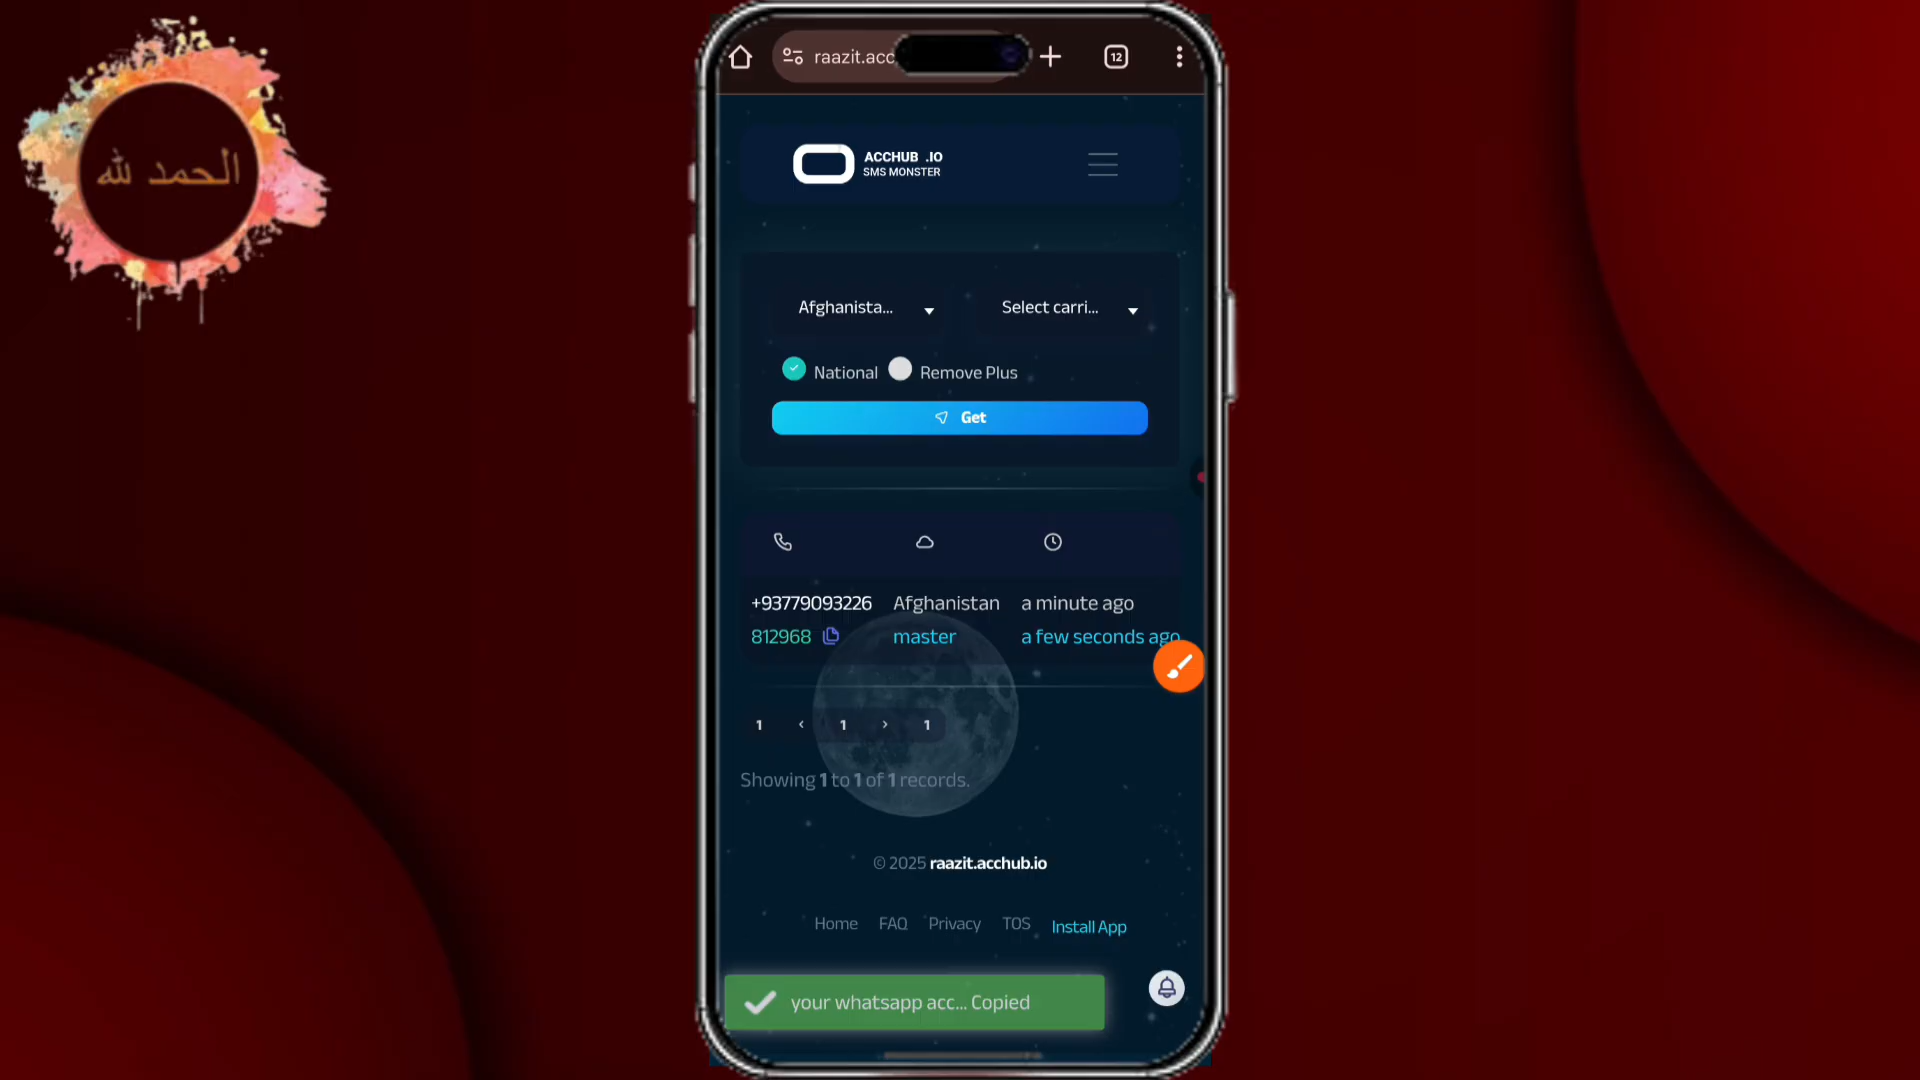 الحمد لله
raazit.acc
12
ACCHUB .IO
SMS MONSTER
Afghanista...
Select carri...
National
Remove Plus
Get
+93779093226 Afghanistan a minute ago
812968 master a few seconds ago
1 ‹ 1 › 1
Showing 1 to 1 of 1 records.
© 2025 raazit.acchub.io
Home FAQ Privacy TOS Install App
your whatsapp acc... Copied